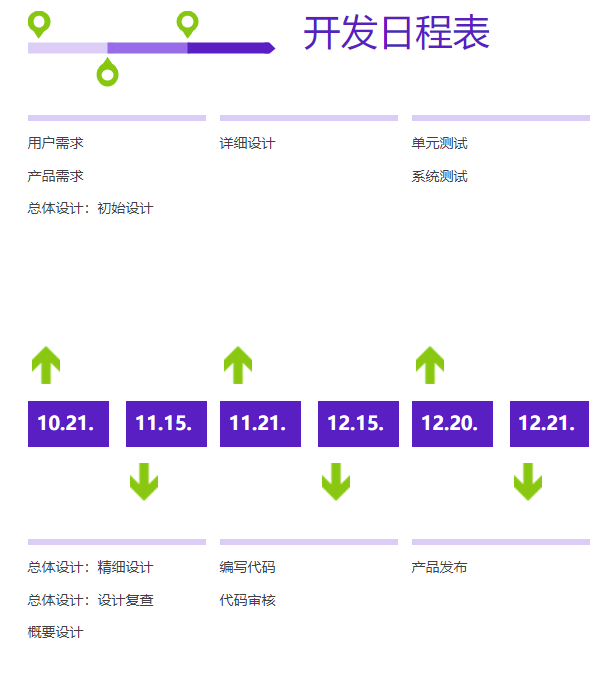 开发日程表
用户需求
产品需求
总体设计：初始设计
详细设计
单元测试
系统测试
10.21.
11.15.
11.21.
12.15.
12.20.
12.21.
总体设计：精细设计
总体设计：设计复查
概要设计
编写代码
代码审核
产品发布